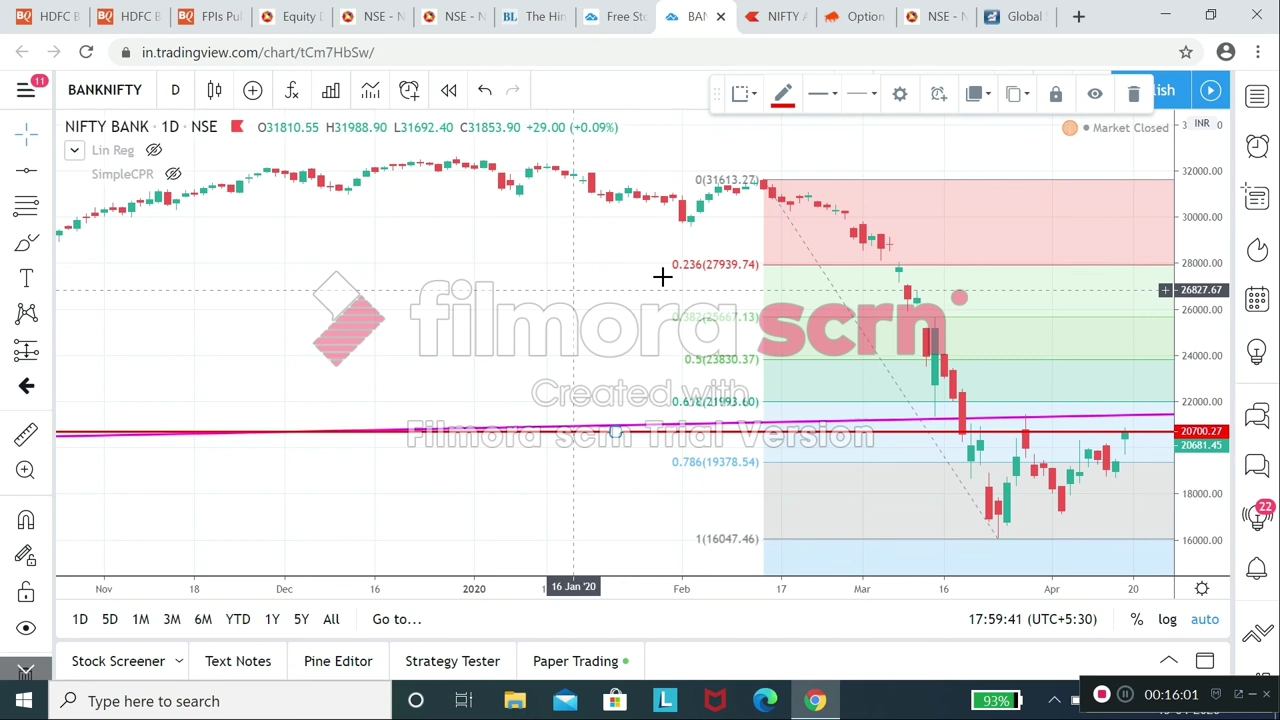 HDFC B
HDFC B
FPIs Pul
Equity D
NSE - N
NSE - N
The Hin
Free Sto
BAN
NIFTY A
Option
NSE - N
Global S
in.tradingview.com/chart/tCm7HbSw/
11
BANKNIFTY
D
lish
NIFTY BANK · 1D · NSE
O31810.55 H31988.90 L31692.40 C31853.90 +29.00 (+0.09%)
Market Closed
INR
Lin Reg
SimpleCPR
0(31613.27)
0.236(27939.74)
0.382(25667.13)
0.5(23830.37)
0.786(19378.54)
1(16047.46)
32000.00
30000.00
28000.00
26827.67
26000.00
24000.00
22000.00
20700.27
20681.45
18000.00
16000.00
filmora scrn
Created with
Filmora scrn Trial Version
Nov
18
Dec
16
2020
16 Jan '20
Feb
17
Mar
16
Apr
20
1D 5D 1M 3M 6M YTD 1Y 5Y All Go to...
17:59:41 (UTC+5:30) % log auto
22
Stock Screener
Text Notes
Pine Editor
Strategy Tester
Paper Trading
Type here to search
93%
00:16:01